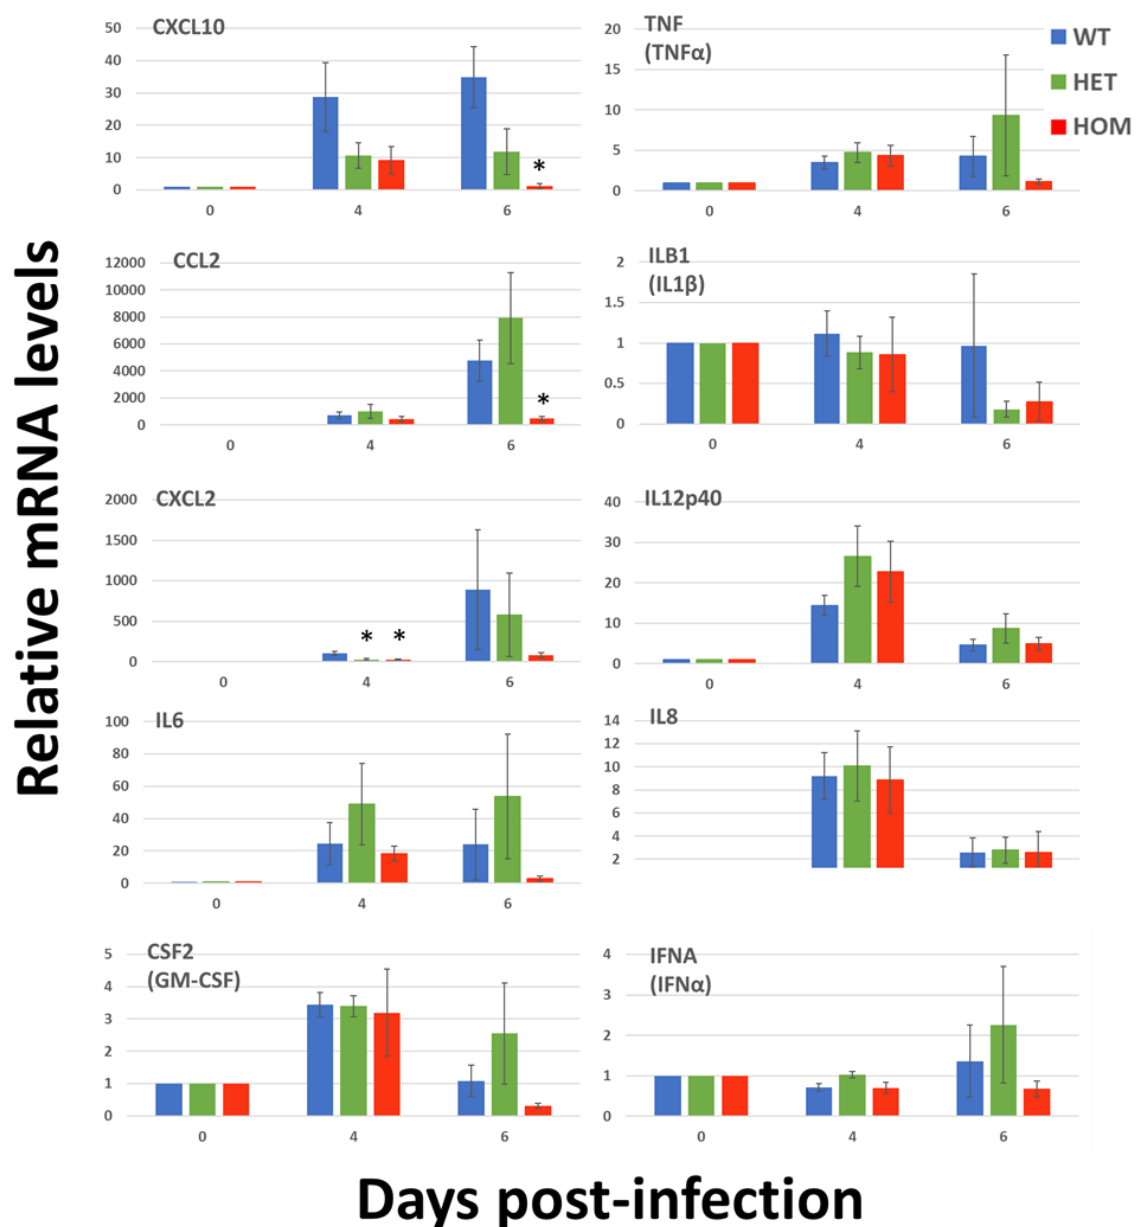 Relative mRNA levels
CXCL10
50
40
30
20
10
0
*
0 4 6
TNF
(TNFα)
20
15
10
5
0
0 4 6
WT
HET
HOM
CCL2
12000
10000
8000
6000
4000
2000
0
*
0 4 6
ILB1
(IL1β)
2
1.5
1
0.5
0
0 4 6
CXCL2
2000
1500
1000
500
0
* *
0 4 6
IL12p40
40
30
20
10
0
0 4 6
IL6
100
80
60
40
20
0
0 4 6
IL8
14
12
10
8
6
4
2
CSF2
(GM-CSF)
5
4
3
2
1
0
0 4 6
IFNA
(IFNα)
4
3
2
1
0
0 4 6
Days post-infection